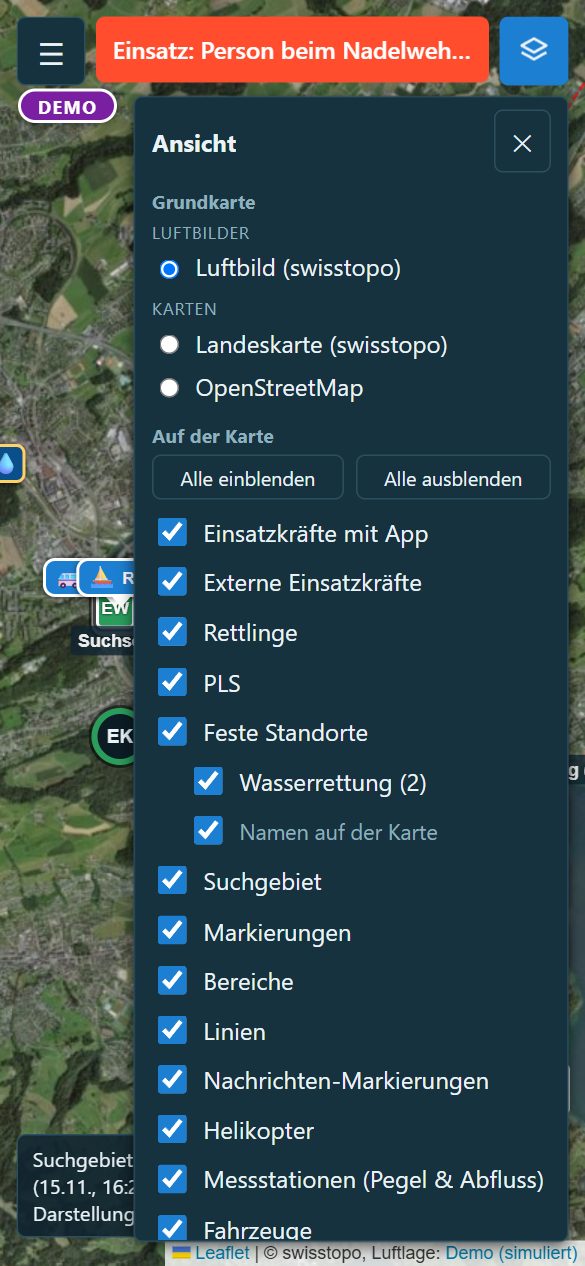 Einsatz: Person beim Nadelweh...
DEMO
Ansicht
Grundkarte
LUFTBILDER
Luftbild (swisstopo)
KARTEN
Landeskarte (swisstopo)
OpenStreetMap
Auf der Karte
Alle einblenden
Alle ausblenden
Einsatzkräfte mit App
Externe Einsatzkräfte
Rettlinge
PLS
Feste Standorte
Wasserrettung (2)
Namen auf der Karte
Suchgebiet
Markierungen
Bereiche
Linien
Nachrichten-Markierungen
Helikopter
Messstationen (Pegel & Abfluss)
Fahrzeuge
R
EW
EK
Suchgebiet
(15.11.,
Darstellung
Leaflet | © swisstopo, Luftlage: Demo (simuliert)